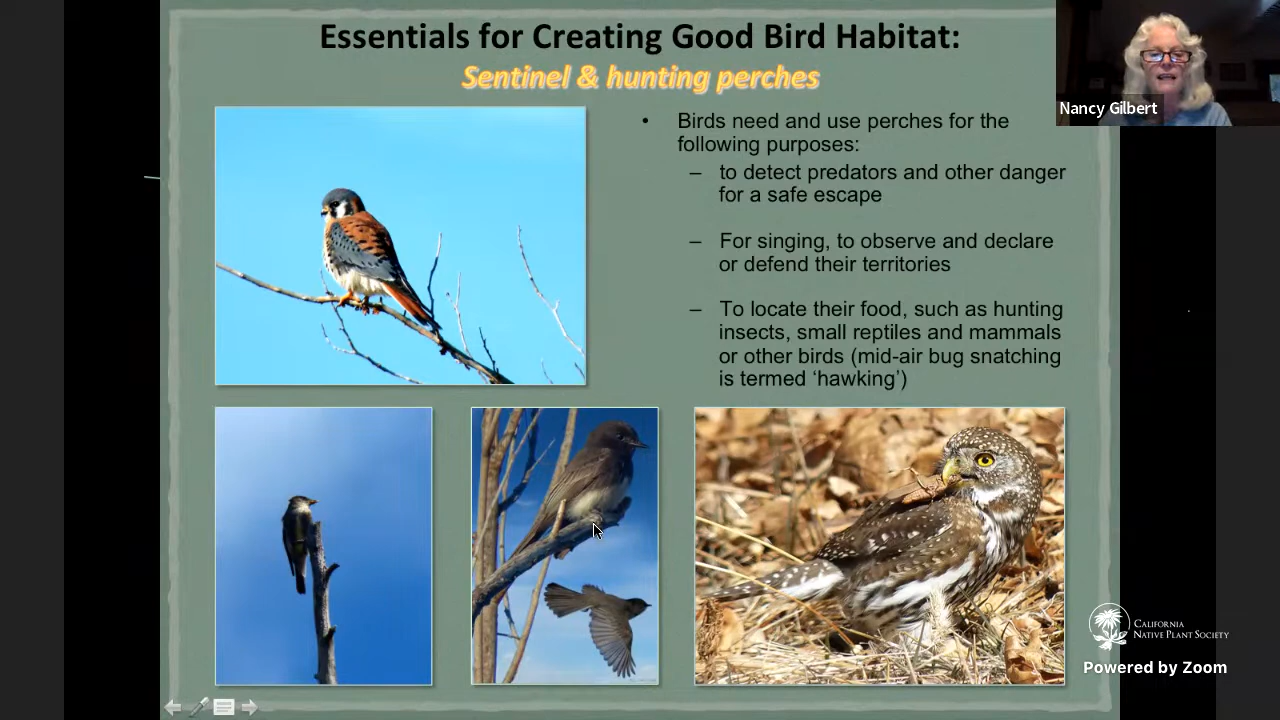 Essentials for Creating Good Bird Habitat:
Sentinel & hunting perches
Nancy Gilbert
• Birds need and use perches for the
following purposes:
– to detect predators and other danger
for a safe escape
– For singing, to observe and declare
or defend their territories
– To locate their food, such as hunting
insects, small reptiles and mammals
or other birds (mid-air bug snatching
is termed ‘hawking’)
CALIFORNIA
NATIVE PLANT SOCIETY
Powered by Zoom